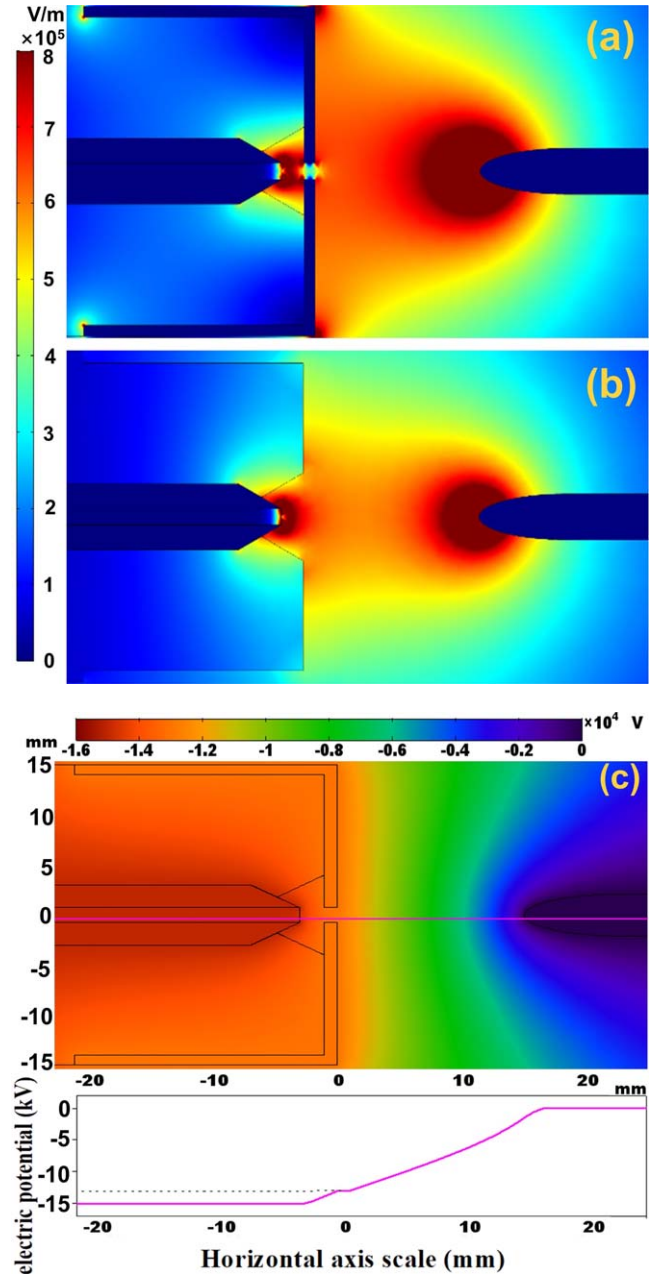 V/m
×10⁵
8
7
6
5
4
3
2
1
0
(a)
(b)
×10⁴ V
mm -1.6 -1.4 -1.2 -1 -0.8 -0.6 -0.4 -0.2 0
(c)
15
10
5
0
-5
-10
-15
-20 -10 0 10 20 mm
electric potential (kV)
0
-5
-10
-15
-20 -10 0 10 20
Horizontal axis scale (mm)